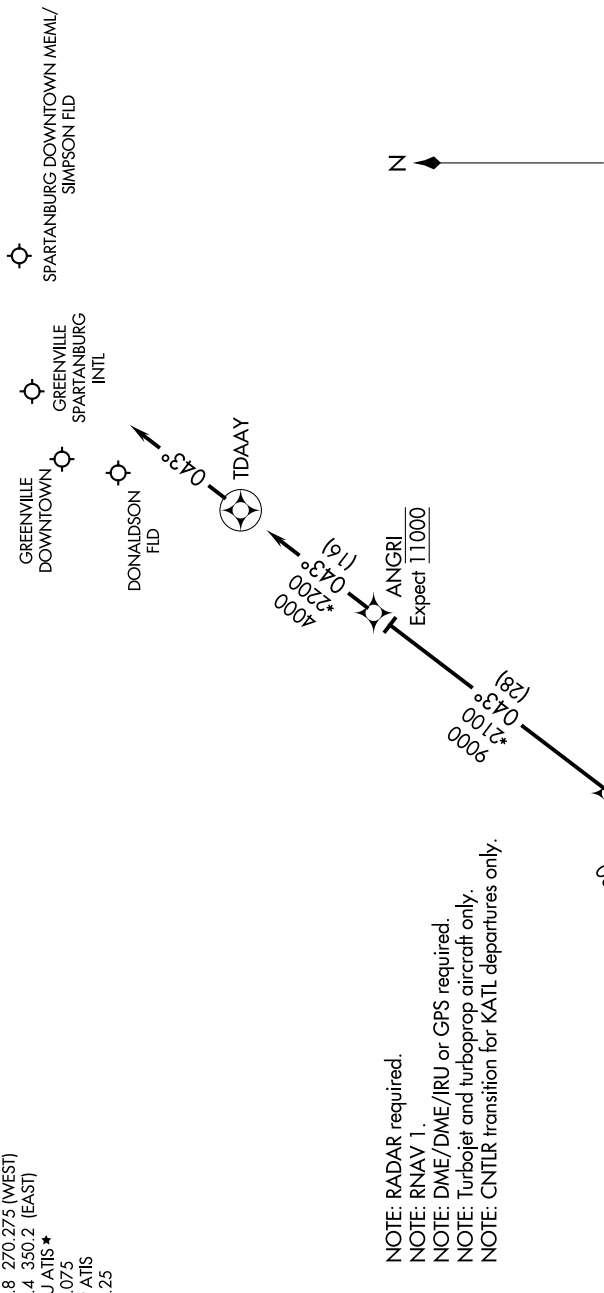 SPARTANBURG DOWNTOWN MEML/
SIMPSON FLD
GREENVILLE
SPARTANBURG
INTL
GREENVILLE
DOWNTOWN
DONALDSON
FLD
N
043°
TDAAY
4000
*2200
043°
(16)
ANGRI
Expect 11000
9000
*2100
043°
(28)
.8 270.275 (WEST)
.4 350.2 (EAST)
U ATIS★
.075
ATIS
.25
NOTE: RADAR required.
NOTE: RNAV 1.
NOTE: DME/DME/IRU or GPS required.
NOTE: Turbojet and turboprop aircraft only.
NOTE: CNTLR transition for KATL departures only.